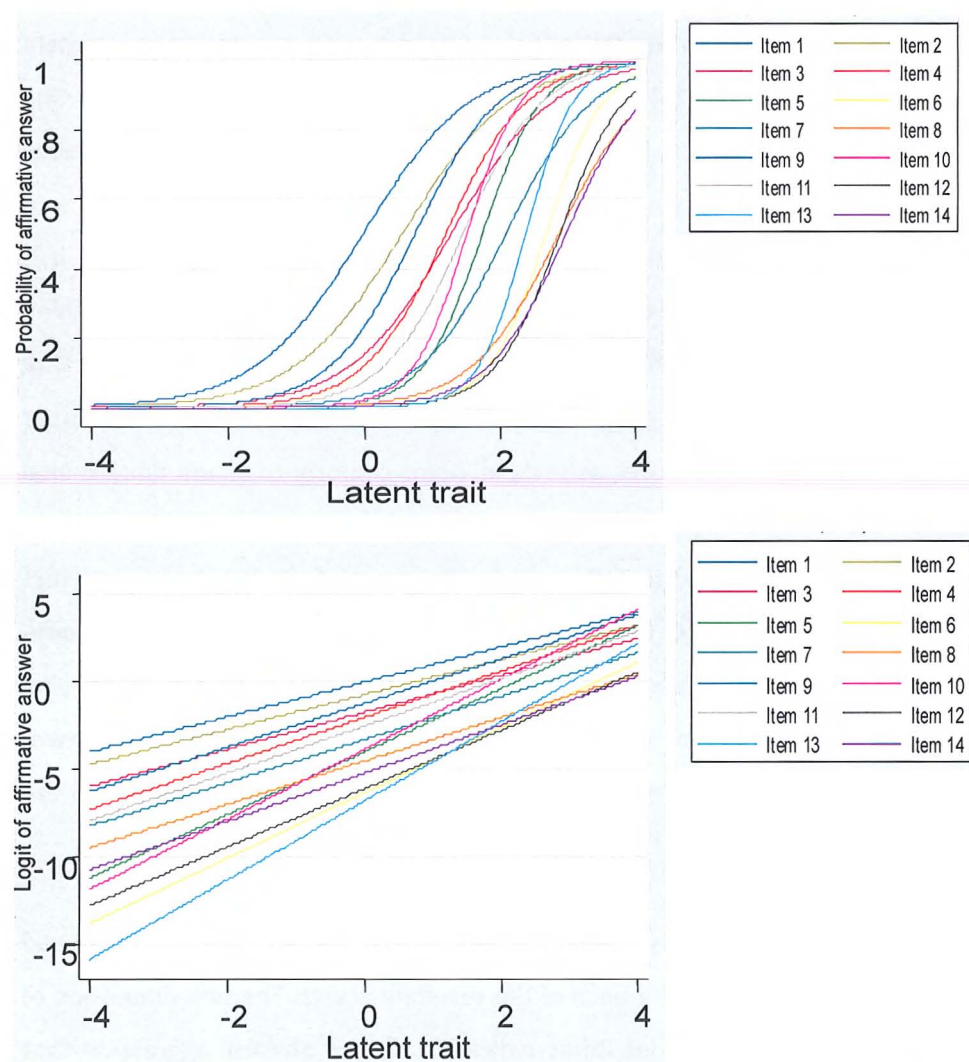 Item 1 Item 2
Item 3 Item 4
Item 5 Item 6
Item 7 Item 8
Item 9 Item 10
Item 11 Item 12
Item 13 Item 14
Probability of affirmative answer
1
.8
.6
.4
.2
0
-4 -2 0 2 4
Latent trait
Item 1 Item 2
Item 3 Item 4
Item 5 Item 6
Item 7 Item 8
Item 9 Item 10
Item 11 Item 12
Item 13 Item 14
Logit of affirmative answer
5
0
-5
-10
-15
-4 -2 0 2 4
Latent trait